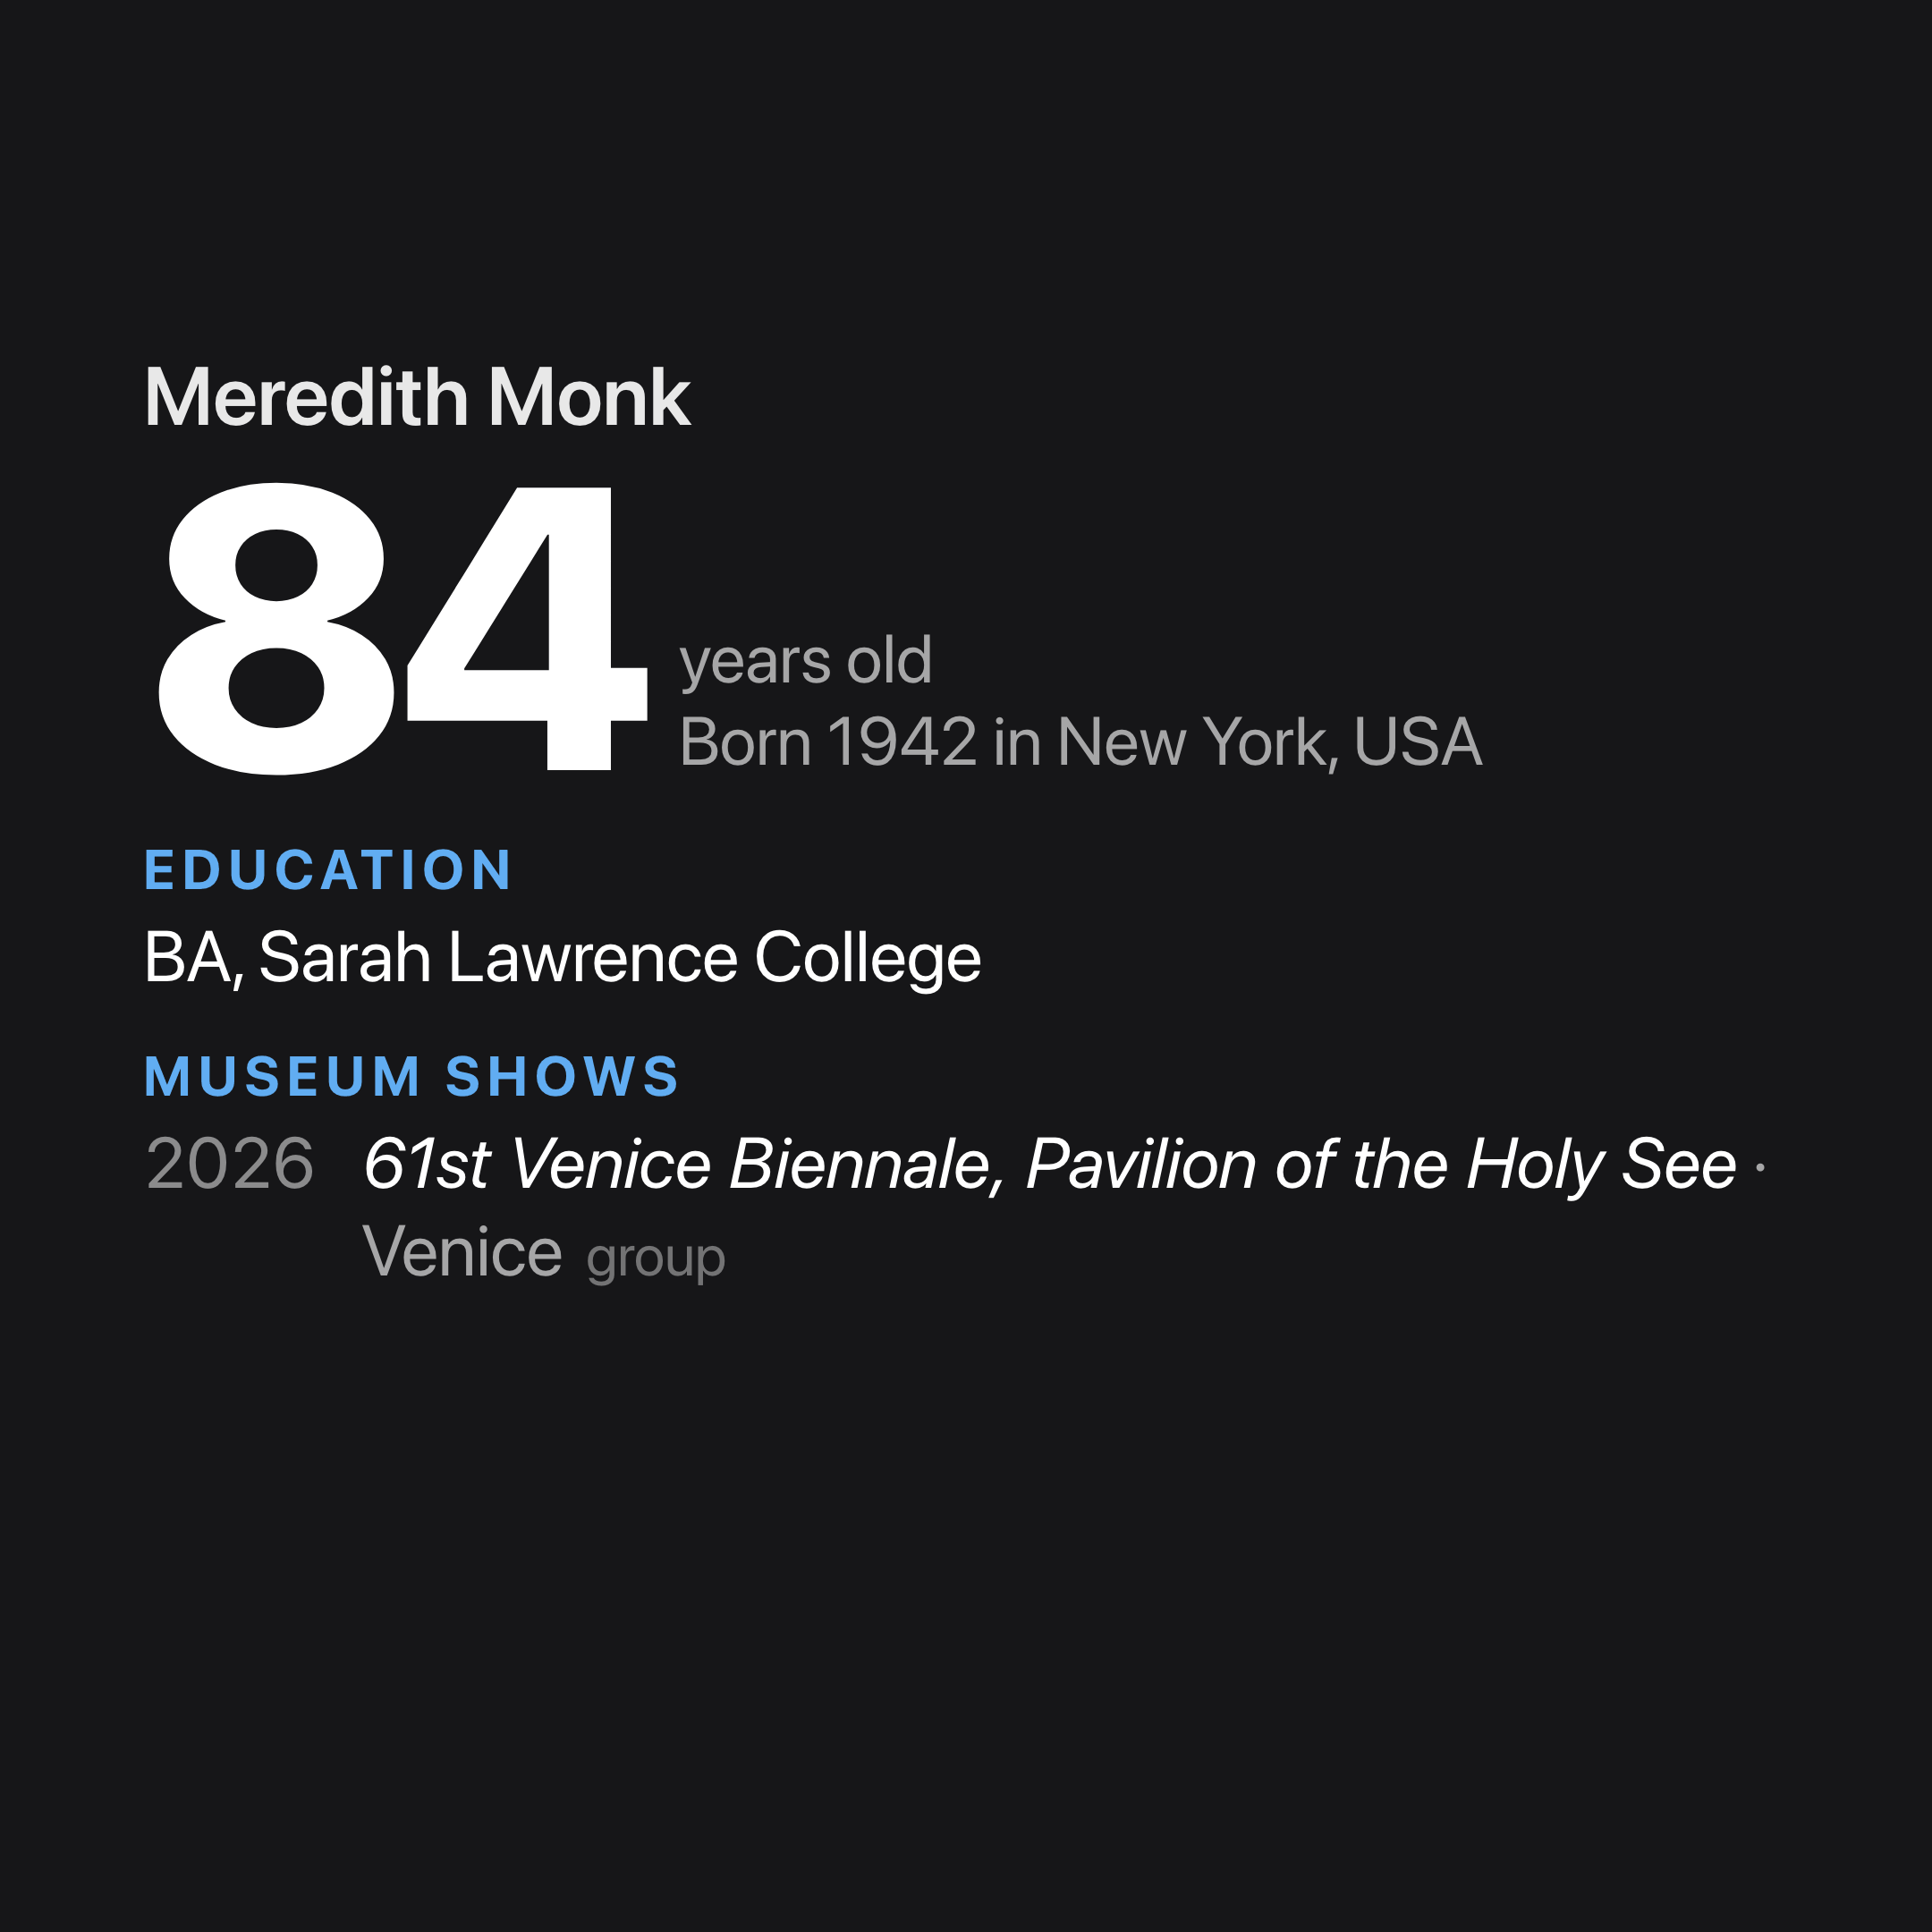 Meredith Monk
84
years old
Born 1942 in New York, USA
EDUCATION
BA, Sarah Lawrence College
MUSEUM SHOWS
2026 61st Venice Biennale, Pavilion of the Holy See ·
Venice group